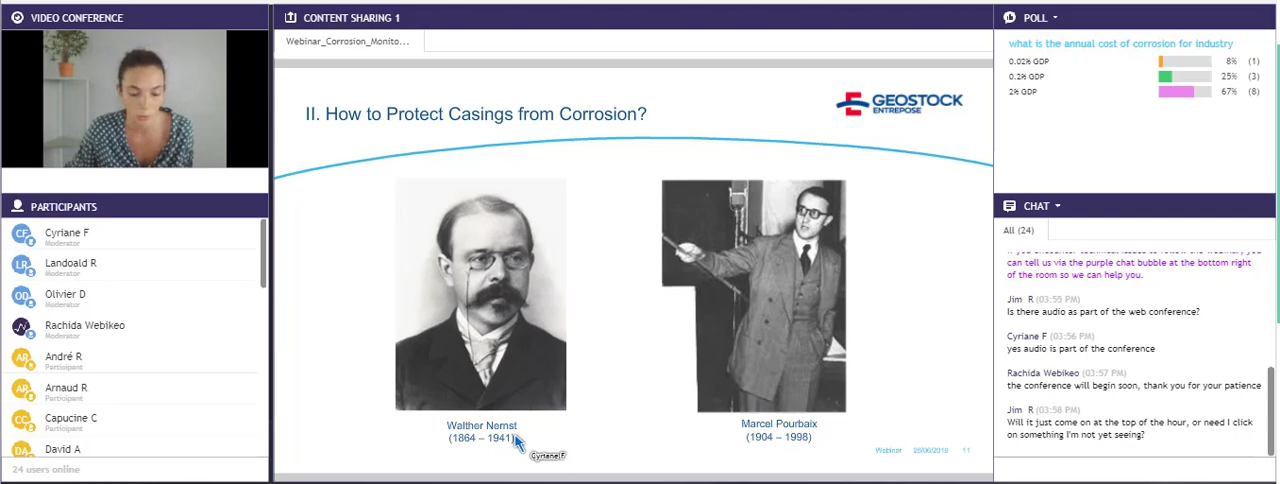 VIDEO CONFERENCE
CONTENT SHARING 1
POLL
Webinar_Corrosion_Monito...
what is the annual cost of corrosion for industry
0.02% GDP 8% (1)
0.2% GDP 25% (3)
2% GDP 67% (8)
II. How to Protect Casings from Corrosion?
GEOSTOCK
ENTREPOSE
Walther Nernst
(1864 – 1941)
Cyriane F
Marcel Pourbaix
(1904 – 1998)
Webinar 28/06/2018 11
PARTICIPANTS
CF Cyriane F
Moderator
LR Landoald R
Moderator
OD Olivier D
Moderator
Rachida Webikeo
Moderator
AR André R
Participant
AR Arnaud R
Participant
CC Capucine C
Participant
DA David A
24 users online
CHAT
All (24)
can tell us via the purple chat bubble at the bottom right
of the room so we can help you.
Jim R (03:55 PM)
Is there audio as part of the web conference?
Cyriane F (03:56 PM)
yes audio is part of the conference
Rachida Webikeo (03:57 PM)
the conference will begin soon, thank you for your patience
Jim R (03:58 PM)
Will it just come on at the top of the hour, or need I click
on something I'm not yet seeing?